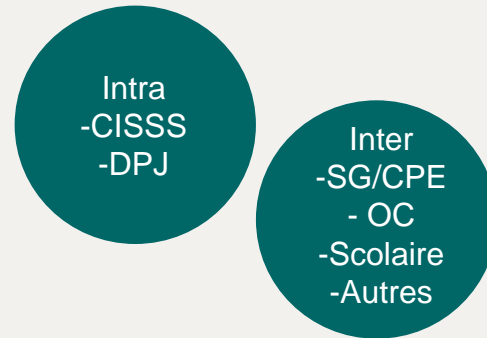 Intra
-CISSS
-DPJ
Inter
-SG/CPE
- OC
-Scolaire
-Autres